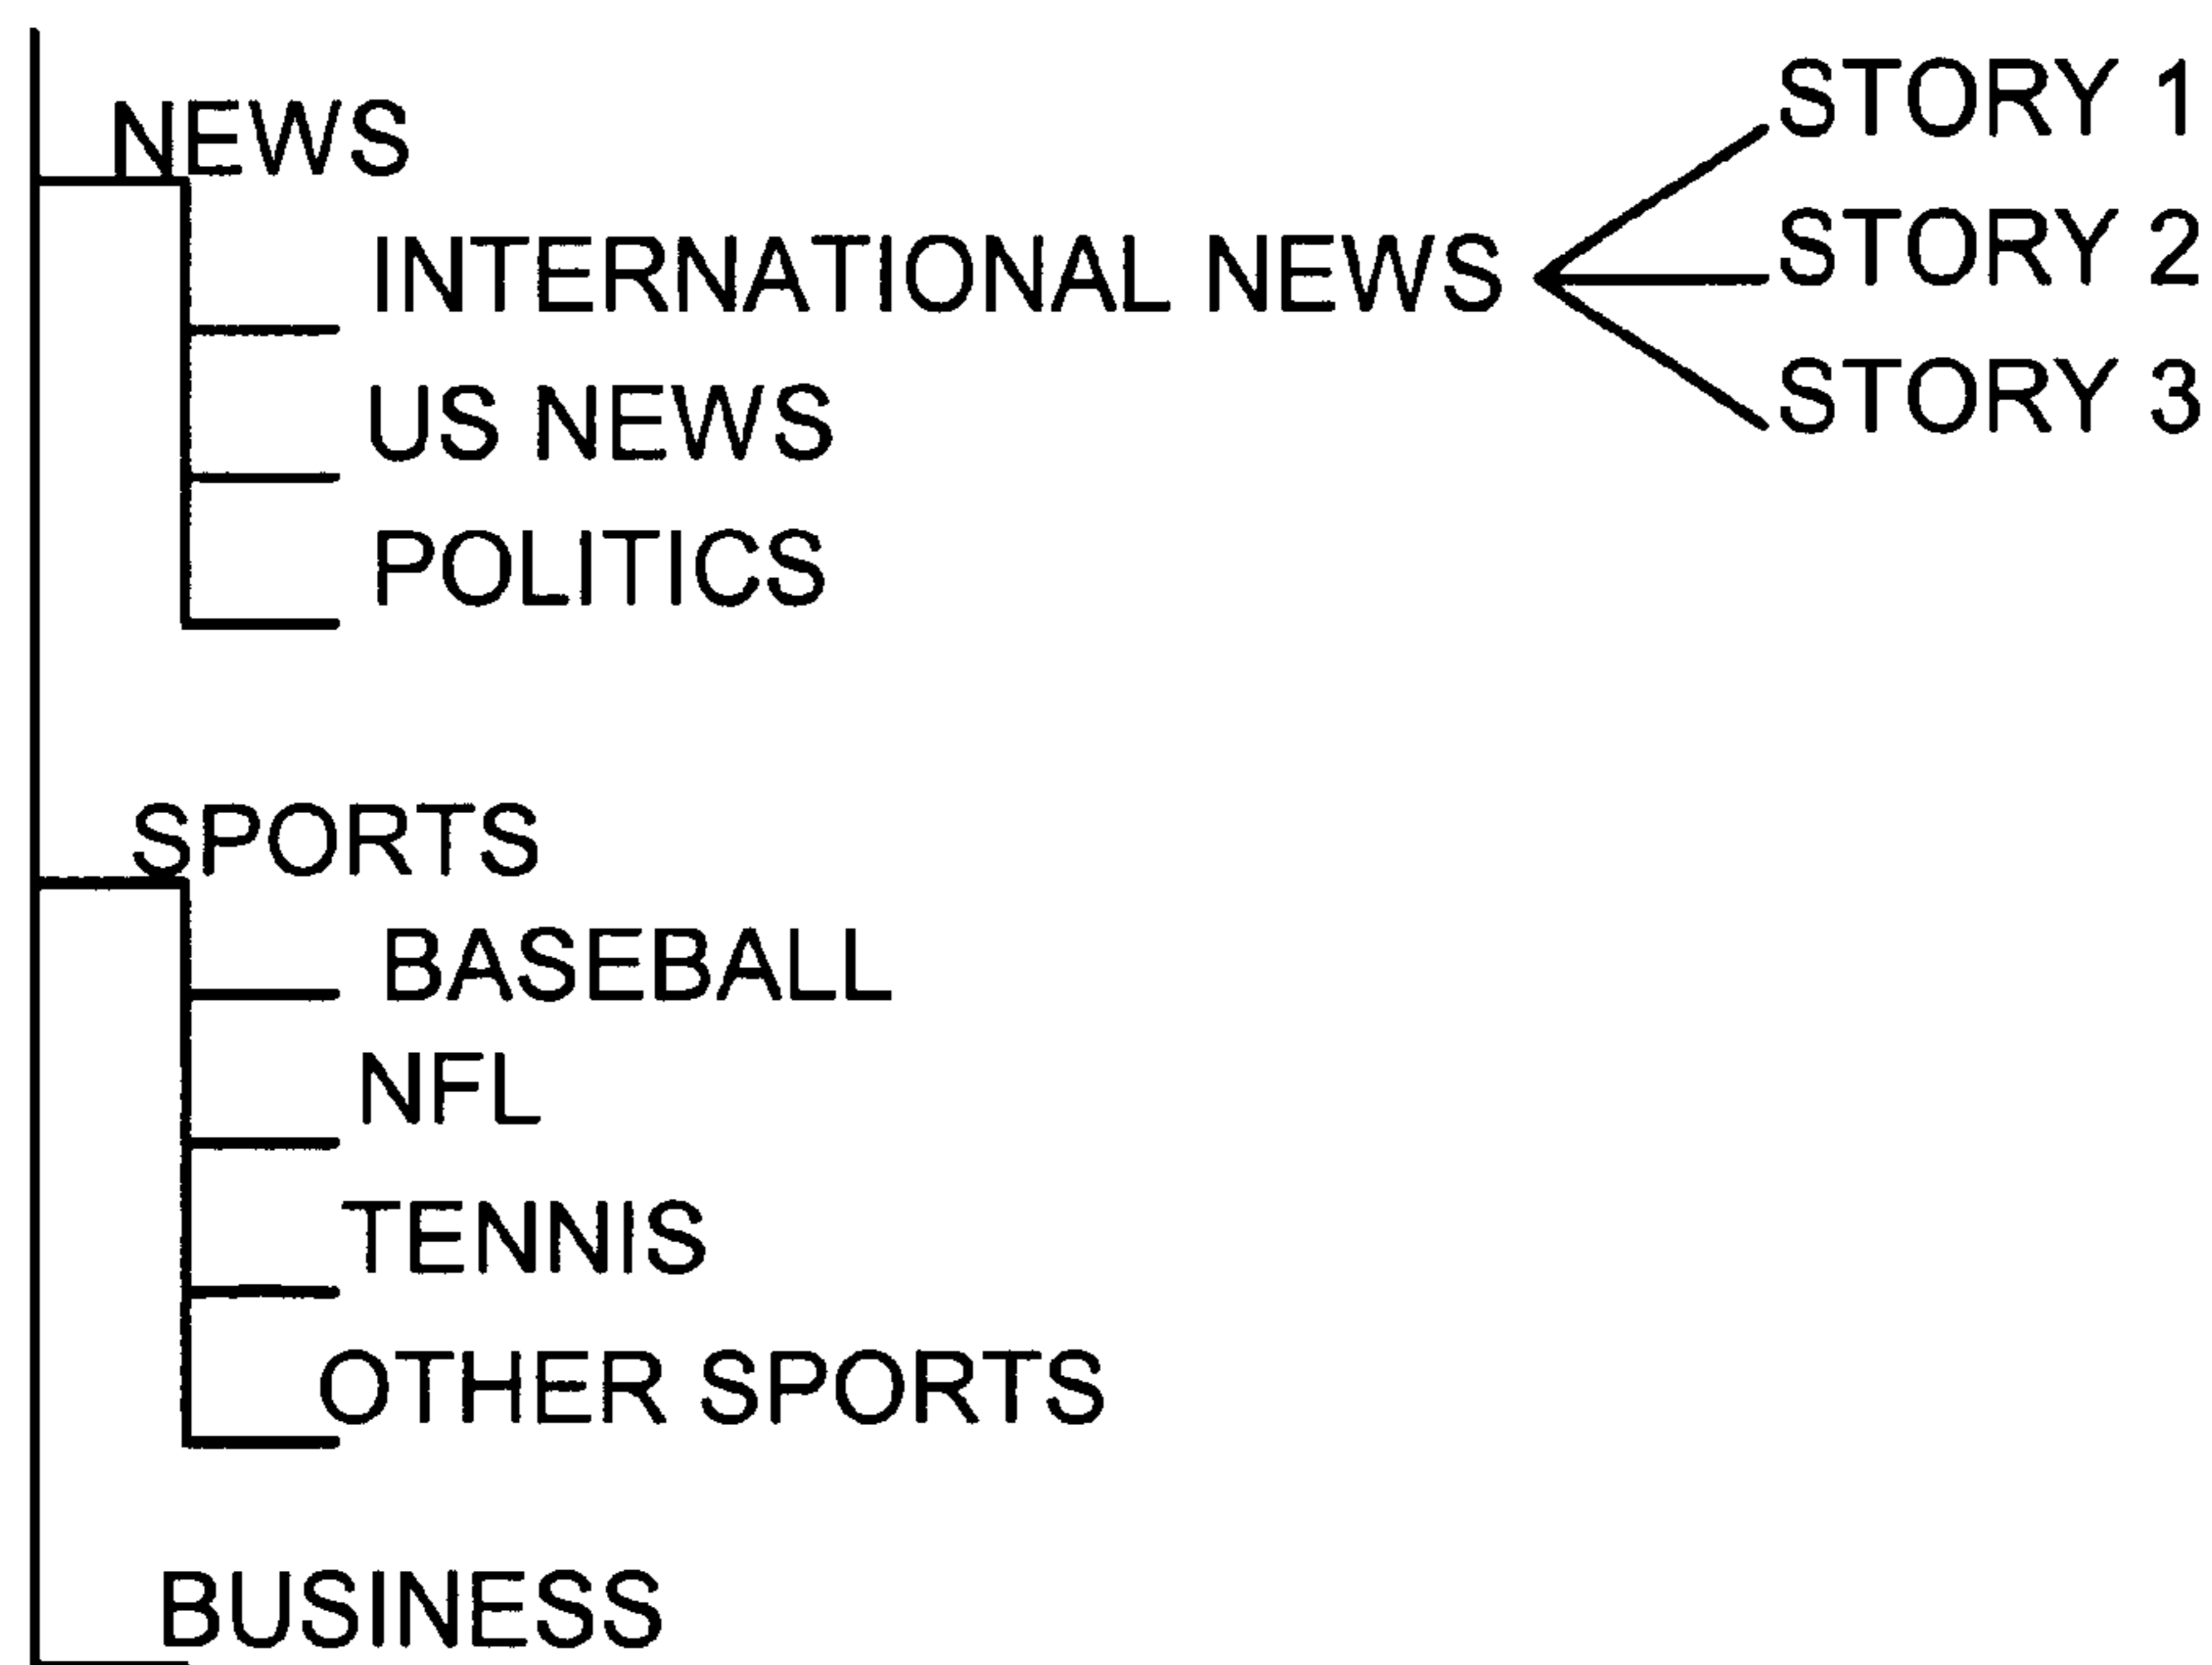 NEWS
INTERNATIONAL NEWS
STORY 1
STORY 2
STORY 3
US NEWS
POLITICS
SPORTS
BASEBALL
NFL
TENNIS
OTHER SPORTS
BUSINESS